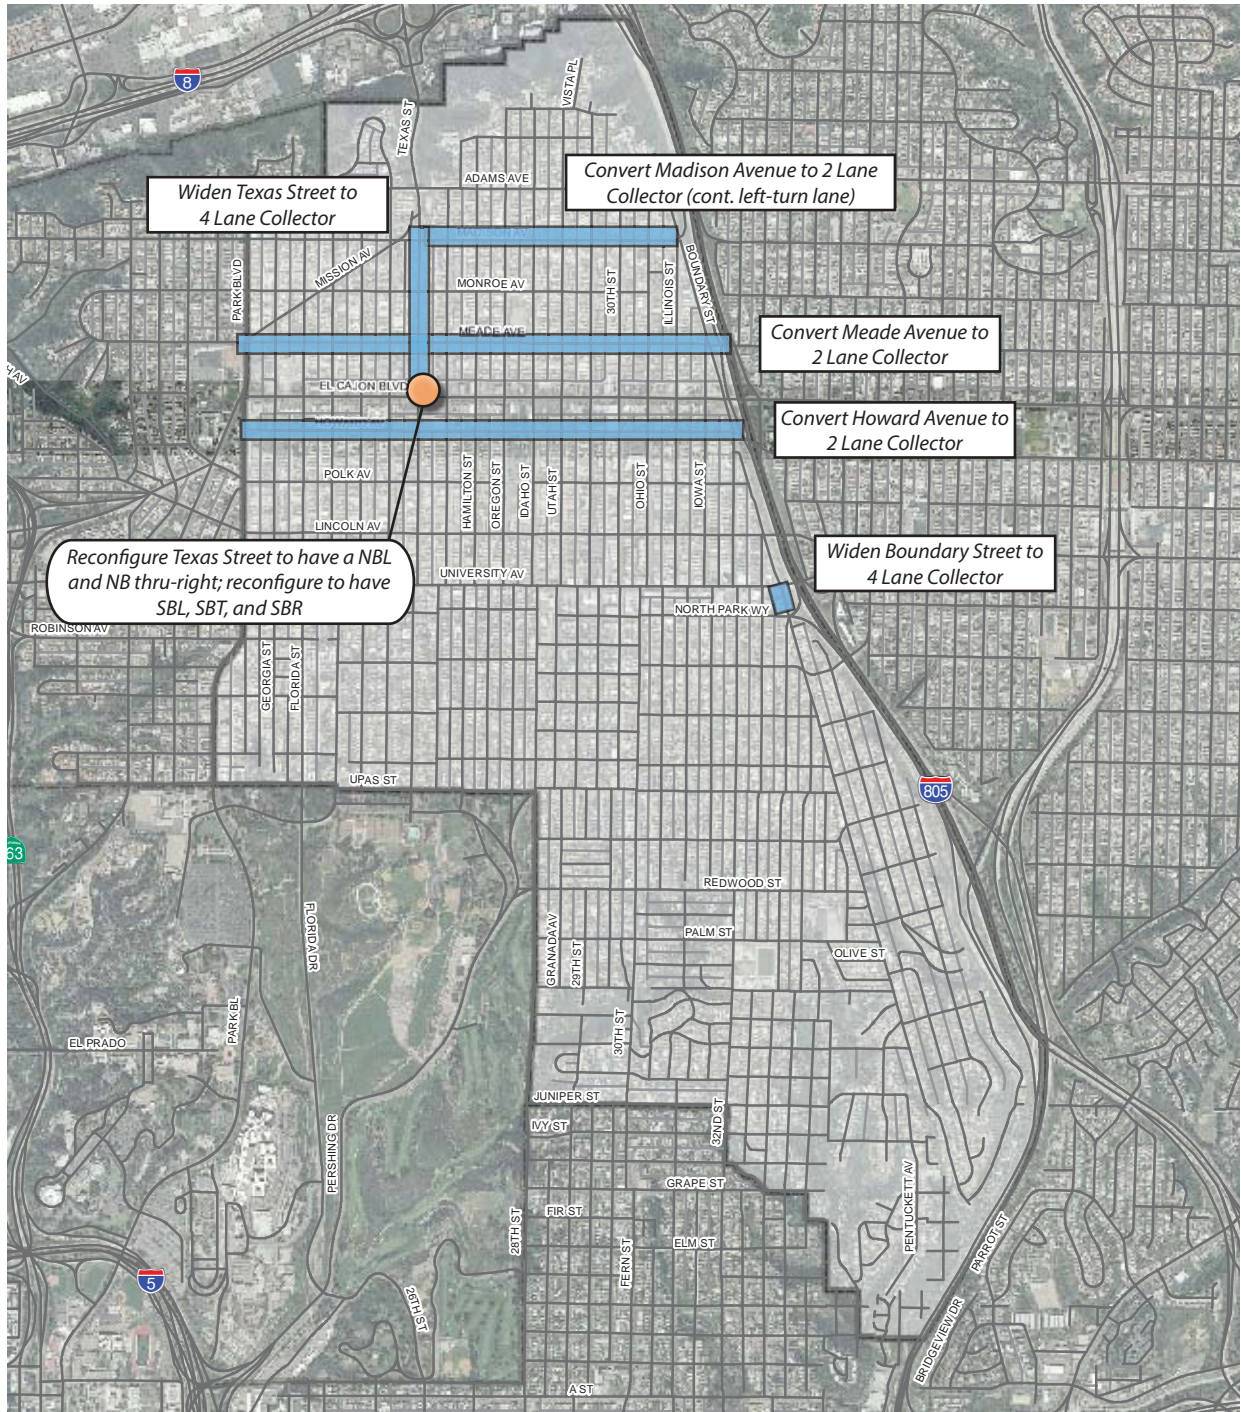 8
VISTA PL
TEXAS ST
ADAMS AVE
Widen Texas Street to
4 Lane Collector
Convert Madison Avenue to 2 Lane
Collector (cont. left-turn lane)
MADISON AV
MISSION AV
PARK BLVD
MONROE AV
30TH ST
ILLINOIS ST
BOUNDARY ST
MEADE AVE
Convert Meade Avenue to
2 Lane Collector
EL CAJON BLVD
Convert Howard Avenue to
2 Lane Collector
POLK AV
HAMILTON ST
OREGON ST
IDAHO ST
UTAH ST
OHIO ST
IOWA ST
LINCOLN AV
Reconfigure Texas Street to have a NBL
and NB thru-right; reconfigure to have
SBL, SBT, and SBR
Widen Boundary Street to
4 Lane Collector
UNIVERSITY AV
NORTH PARK WY
ROBINSON AV
GEORGIA ST
FLORIDA ST
UPAS ST
805
63
REDWOOD ST
FLORIDA DR
GRANADA AV
29TH ST
PALM ST
OLIVE ST
PARK BL
EL PRADO
30TH ST
JUNIPER ST
IVY ST
32ND ST
PERSHING DR
GRAPE ST
PENTUCKETT AV
FIR ST
28TH ST
ELM ST
FERN ST
PARROT ST
5
26TH ST
BRIDGEVIEW DR
A ST